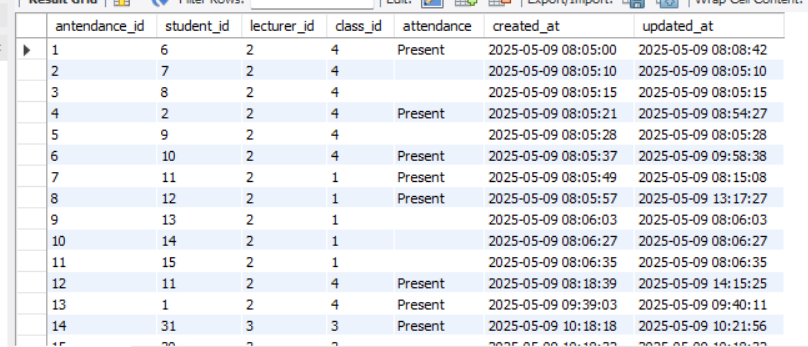 Result Grid Filter Rows: Edit: Export/Import: Wrap Cell Content:
antendance_id student_id lecturer_id class_id attendance created_at updated_at
1 6 2 4 Present 2025-05-09 08:05:00 2025-05-09 08:08:42
2 7 2 4 2025-05-09 08:05:10 2025-05-09 08:05:10
3 8 2 4 2025-05-09 08:05:15 2025-05-09 08:05:15
4 2 2 4 Present 2025-05-09 08:05:21 2025-05-09 08:54:27
5 9 2 4 2025-05-09 08:05:28 2025-05-09 08:05:28
6 10 2 4 Present 2025-05-09 08:05:37 2025-05-09 09:58:38
7 11 2 1 Present 2025-05-09 08:05:49 2025-05-09 08:15:08
8 12 2 1 Present 2025-05-09 08:05:57 2025-05-09 13:17:27
9 13 2 1 2025-05-09 08:06:03 2025-05-09 08:06:03
10 14 2 1 2025-05-09 08:06:27 2025-05-09 08:06:27
11 15 2 1 2025-05-09 08:06:35 2025-05-09 08:06:35
12 11 2 4 Present 2025-05-09 08:18:39 2025-05-09 14:15:25
13 1 2 4 Present 2025-05-09 09:39:03 2025-05-09 09:40:11
14 31 3 3 Present 2025-05-09 10:18:18 2025-05-09 10:21:56